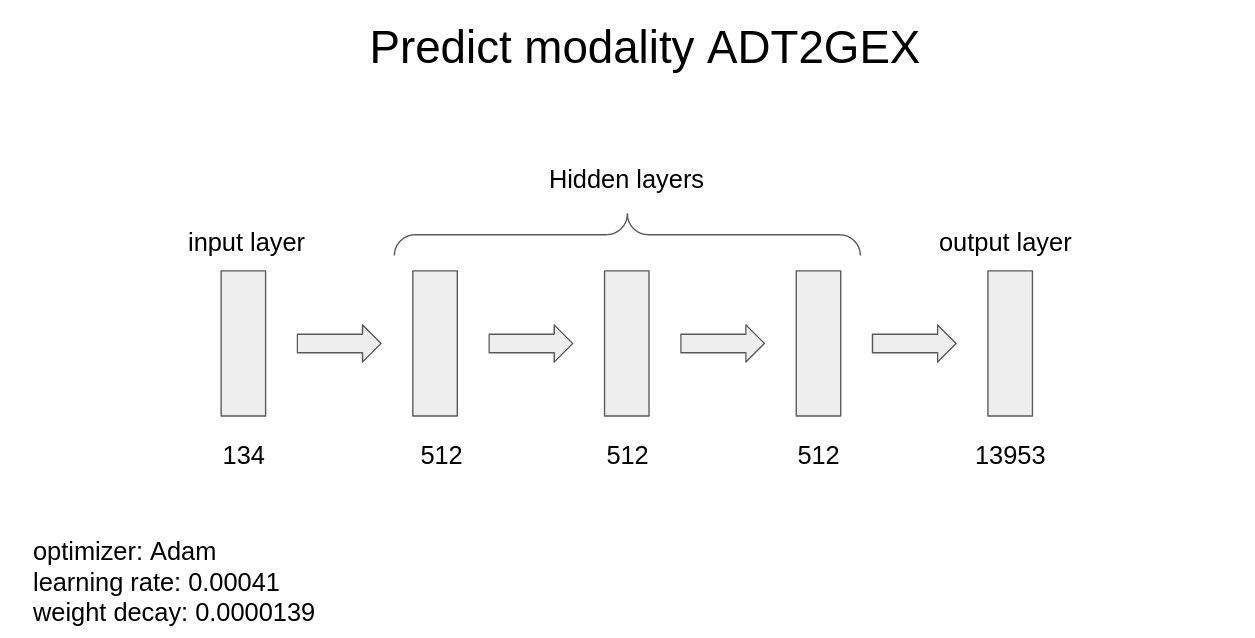 Predict modality ADT2GEX
Hidden layers
input layer
output layer
134
512
512
512
13953
optimizer: Adam
learning rate: 0.00041
weight decay: 0.0000139